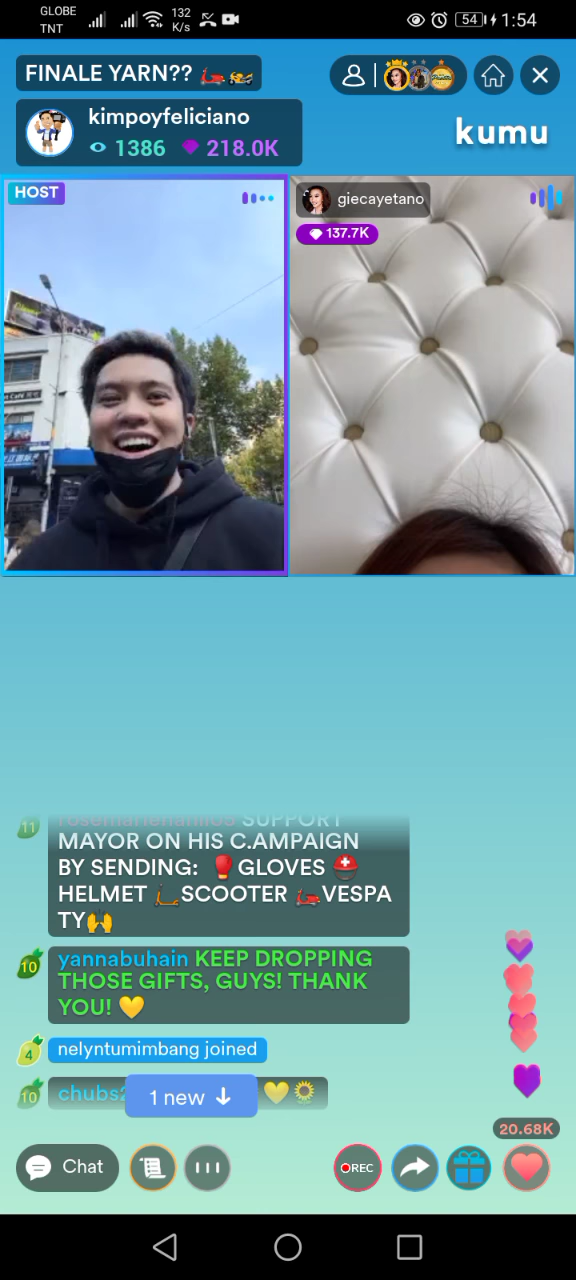 GLOBE
TNT
132
K/s
54
1:54
FINALE YARN?? 🛵🏍️
kimpoyfeliciano
1386 218.0K
kumu
HOST
giecayetano
137.7K
11
SUPPORT
MAYOR ON HIS C.AMPAIGN
BY SENDING: 🥊GLOVES ⛑️
HELMET 🛴SCOOTER 🛵VESPA
TY🙌
10
yannabuhain KEEP DROPPING
THOSE GIFTS, GUYS! THANK
YOU! 💛
4
nelyntumimbang joined
10
💛🌻
1 new ↓
20.68K
Chat
REC